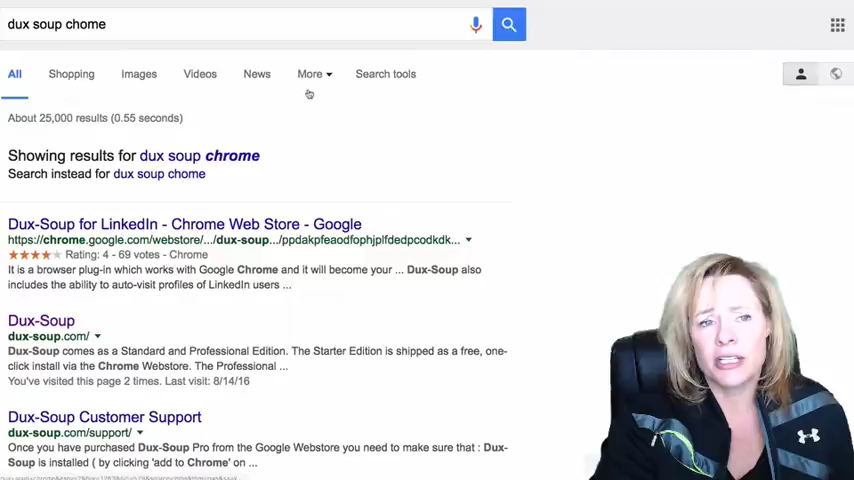 dux soup chome
All Shopping Images Videos News More Search tools
About 25,000 results (0.55 seconds)
Showing results for dux soup chrome
Search instead for dux soup chome
Dux-Soup for LinkedIn - Chrome Web Store - Google
https://chrome.google.com/webstore/.../dux-soup.../ppdakpfeaodfophjplfdedpcodkdk...
Rating: 4 - 69 votes - Chrome
It is a browser plug-in which works with Google Chrome and it will become your ... Dux-Soup also
includes the ability to auto-visit profiles of LinkedIn users ...
Dux-Soup
dux-soup.com/
Dux-Soup comes as a Standard and Professional Edition. The Starter Edition is shipped as a free, one-
click install via the Chrome Webstore. The Professional ...
You've visited this page 2 times. Last visit: 8/14/16
Dux-Soup Customer Support
dux-soup.com/support/
Once you have purchased Dux-Soup Pro from the Google Webstore you need to make sure that : Dux-
Soup is installed ( by clicking 'add to Chrome' on ...